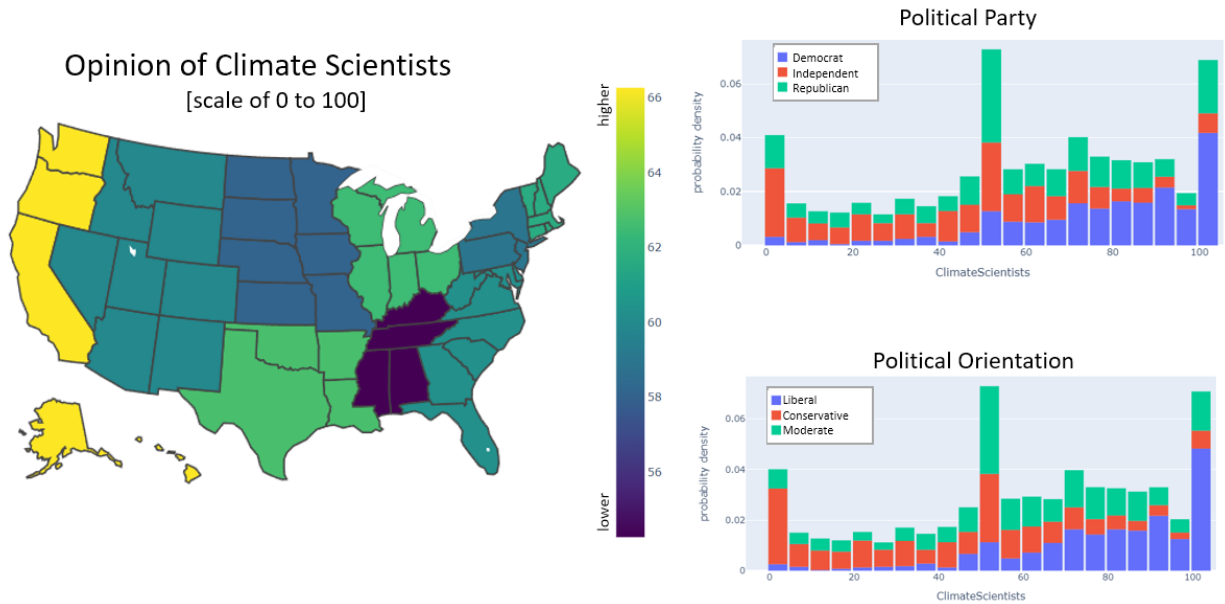 Opinion of Climate Scientists
[scale of 0 to 100]
higher
66
64
62
60
58
56
lower
Political Party
Democrat
Independent
Republican
probability density
0.06
0.04
0.02
0
0
20
40
60
80
100
ClimateScientists
Political Orientation
Liberal
Conservative
Moderate
probability density
0.06
0.04
0.02
0
0
20
40
60
80
100
ClimateScientists